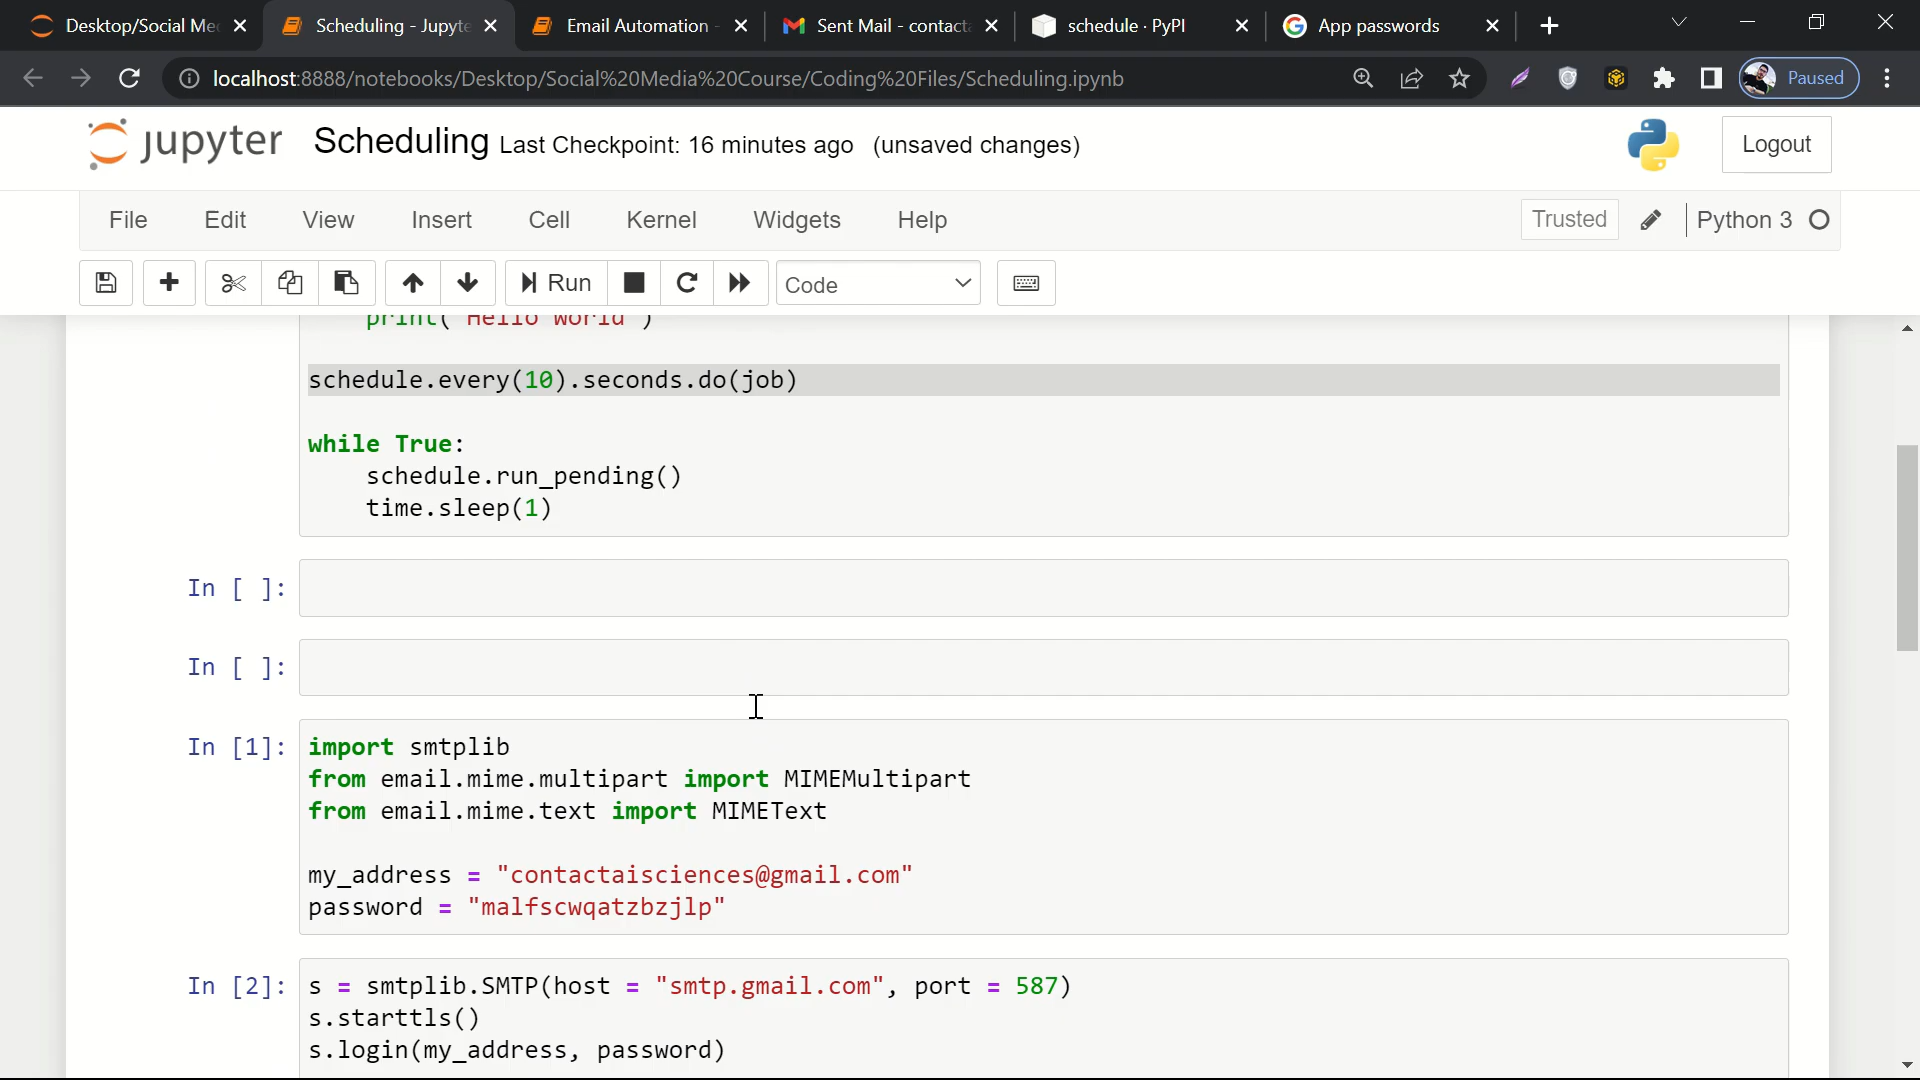 Desktop/Social Me
Scheduling - Jupyte
Email Automation -
Sent Mail - contacta
schedule · PyPI
App passwords
localhost:8888/notebooks/Desktop/Social%20Media%20Course/Coding%20Files/Scheduling.ipynb
Paused
jupyter
Scheduling Last Checkpoint: 16 minutes ago (unsaved changes)
Logout
File Edit View Insert Cell Kernel Widgets Help
Trusted
Python 3
Run
Code
print("Hello World")
schedule.every(10).seconds.do(job)
while True:
schedule.run_pending()
time.sleep(1)
In [ ]:
In [ ]:
In [1]:
import smtplib
from email.mime.multipart import MIMEMultipart
from email.mime.text import MIMEText
my_address = "contactaisciences@gmail.com"
password = "malfscwqatzbzjlp"
In [2]:
s = smtplib.SMTP(host = "smtp.gmail.com", port = 587)
s.starttls()
s.login(my_address, password)